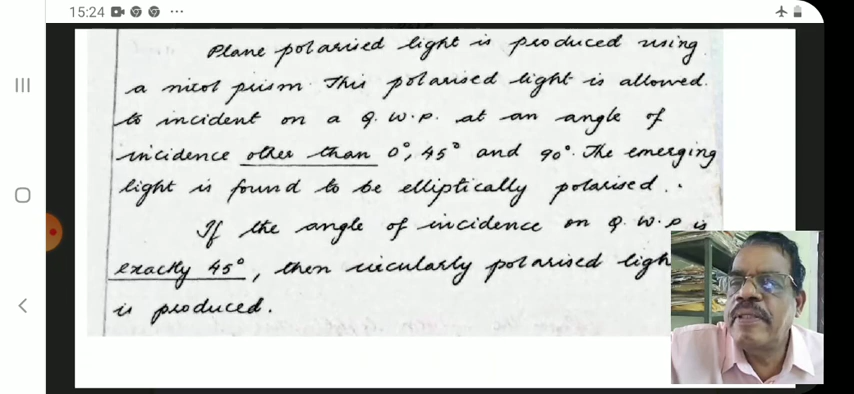 15:24
Plane polarised light is produced using
a nicol prism. This polarised light is allowed.
to incident on a Q.W.P. at an angle of
incidence other than 0°, 45° and 90°. The emerging
light is found to be elliptically polarised.
If the angle of incidence on Q.W.P is
exactly 45°, then circularly polarised ligh
is produced.